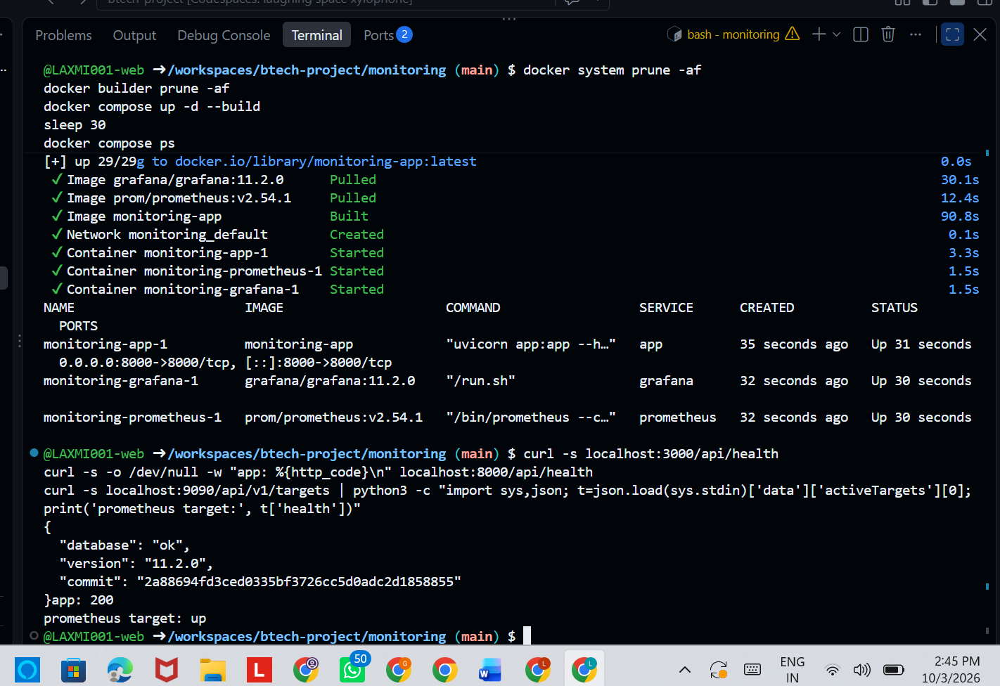 btech-project [Codespaces: laughing space xylophone]
Problems Output Debug Console Terminal Ports 2 bash - monitoring
@LAXMI001-web ➜/workspaces/btech-project/monitoring (main) $ docker system prune -af
docker builder prune -af
docker compose up -d --build
sleep 30
docker compose ps
[+] up 29/29g to docker.io/library/monitoring-app:latest 0.0s
✓ Image grafana/grafana:11.2.0 Pulled 30.1s
✓ Image prom/prometheus:v2.54.1 Pulled 12.4s
✓ Image monitoring-app Built 90.8s
✓ Network monitoring_default Created 0.1s
✓ Container monitoring-app-1 Started 3.3s
✓ Container monitoring-prometheus-1 Started 1.5s
✓ Container monitoring-grafana-1 Started 1.5s
NAME IMAGE COMMAND SERVICE CREATED STATUS
PORTS
monitoring-app-1 monitoring-app "uvicorn app:app --h…" app 35 seconds ago Up 31 seconds
0.0.0.0:8000->8000/tcp, [::]:8000->8000/tcp
monitoring-grafana-1 grafana/grafana:11.2.0 "/run.sh" grafana 32 seconds ago Up 30 seconds
monitoring-prometheus-1 prom/prometheus:v2.54.1 "/bin/prometheus --c…" prometheus 32 seconds ago Up 30 seconds
@LAXMI001-web ➜/workspaces/btech-project/monitoring (main) $ curl -s localhost:3000/api/health
curl -s -o /dev/null -w "app: %{http_code}\n" localhost:8000/api/health
curl -s localhost:9090/api/v1/targets | python3 -c "import sys,json; t=json.load(sys.stdin)['data']['activeTargets'][0];
print('prometheus target:', t['health'])"
{
"database": "ok",
"version": "11.2.0",
"commit": "2a88694fd3ced0335bf3726cc5d0adc2d1858855"
}app: 200
prometheus target: up
@LAXMI001-web ➜/workspaces/btech-project/monitoring (main) $
L 50 G W L L ENG 2:45 PM
IN 10/3/2026